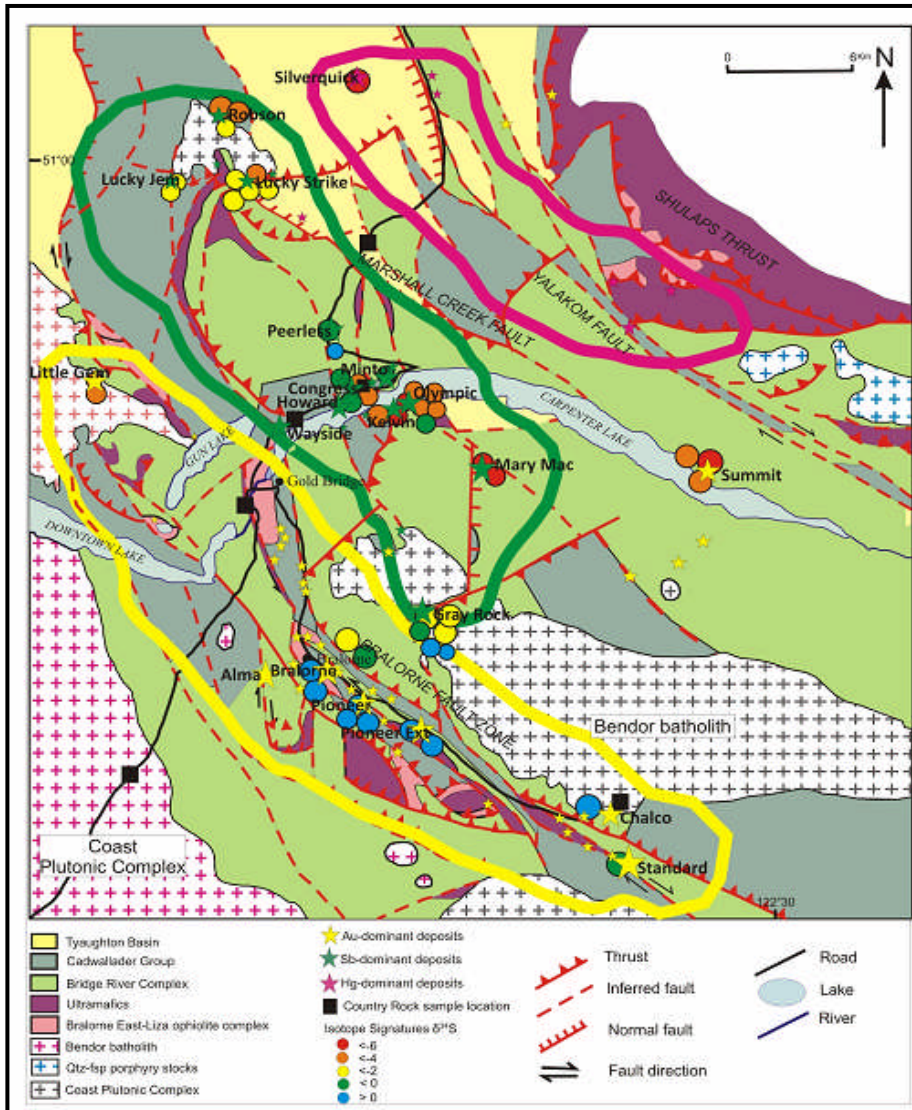 Silverquick
0 6Km
N
Robson
51°00
Lucky Jem
Lucky Strike
SHULAPS THRUST
MARSHALL CREEK FAULT
YALAKOM FAULT
Peerless
Minto
Little Gem
Congress
Olympic
Howard
Kelvin
CARPENTER LAKE
Wayside
GUN LAKE
Mary Mac
Summit
Gold Bridge
DOWNTOWN LAKE
Gray Rock
BRALORNE FAULT ZONE
Bralorne
Alma
Bralorne
Pioneer
Pioneer Ext
Bendor batholith
Chalco
Coast
Plutonic Complex
Standard
122°30
Tyaughton Basin
Cadwallader Group
Bridge River Complex
Ultramafics
Bralorne East-Liza ophiolite complex
Bendor batholith
Qtz-fsp porphyry stocks
Coast Plutonic Complex
Au-dominant deposits
Sb-dominant deposits
Hg-dominant deposits
Country Rock sample location
Isotope Signatures δ³⁴S
<-6
<-4
<-2
< 0
> 0
Thrust
Inferred fault
Normal fault
Fault direction
Road
Lake
River